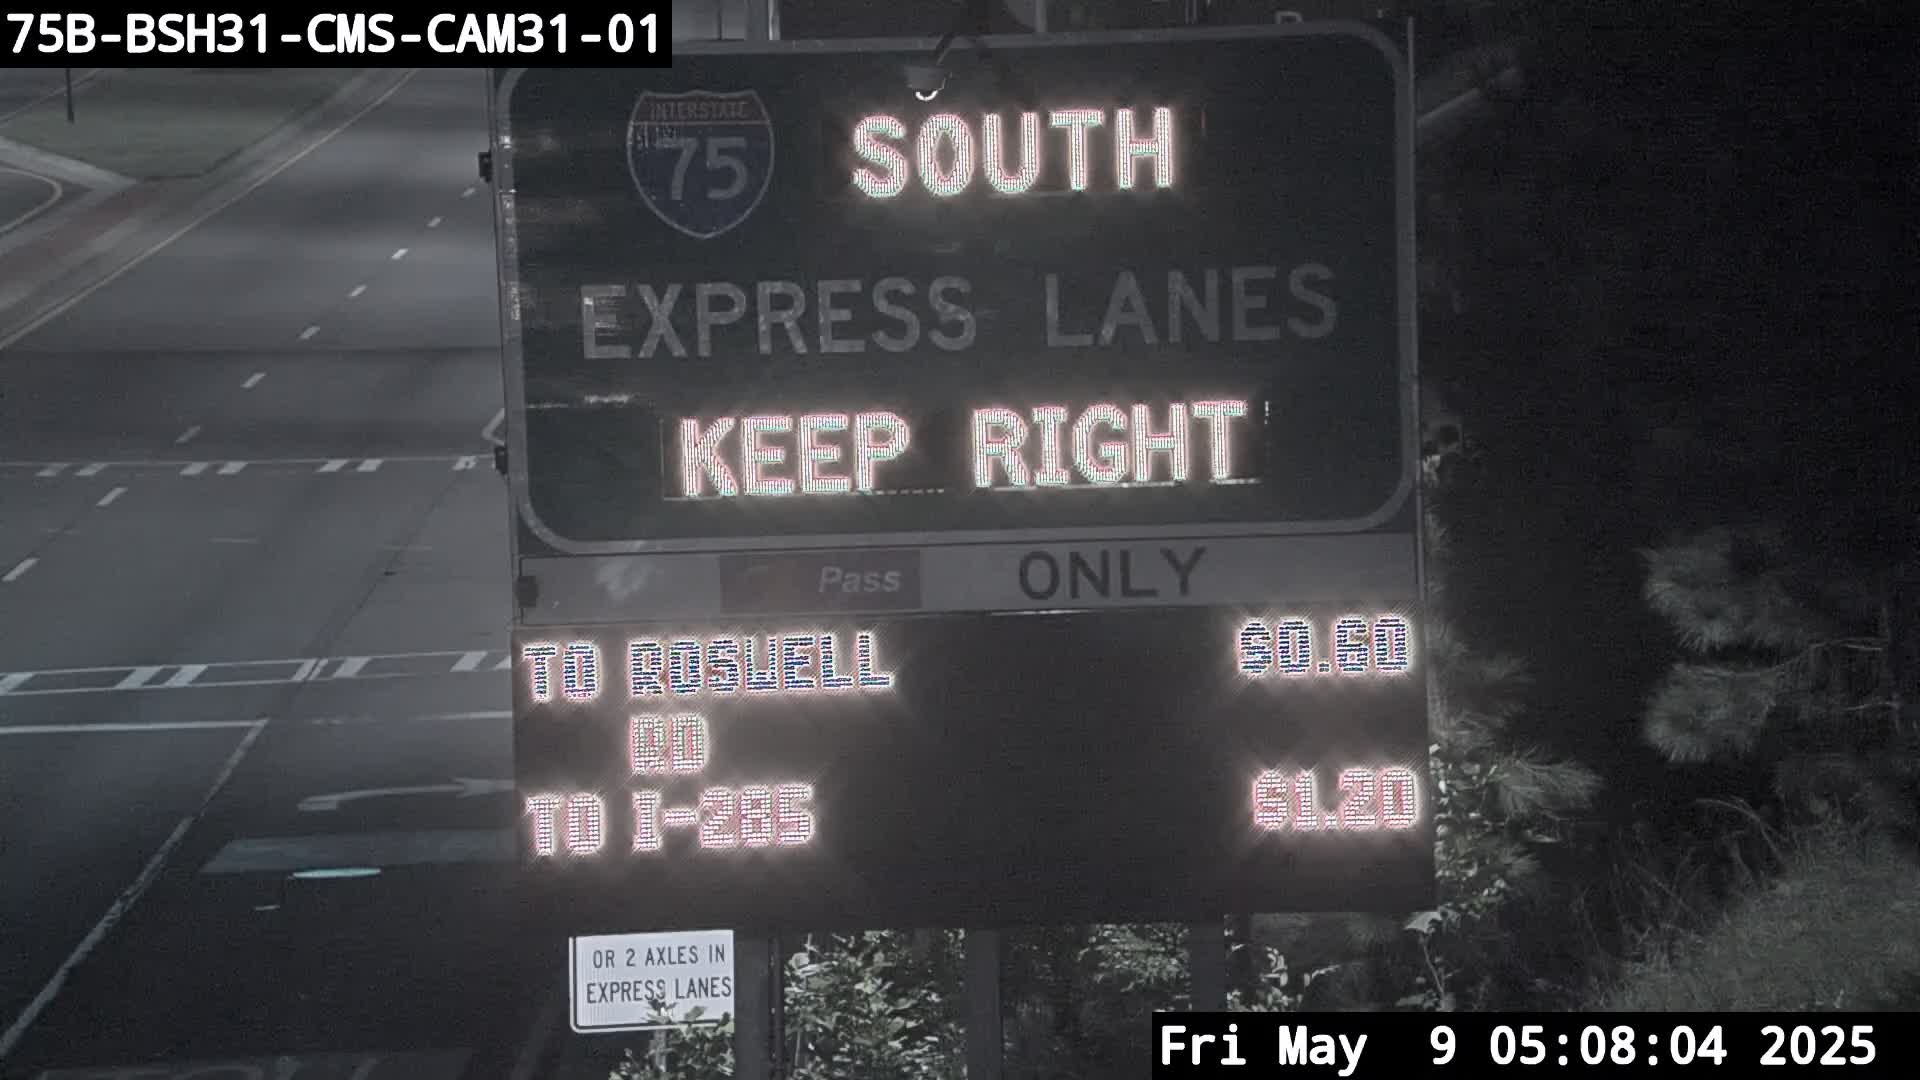 75B-BSH31-CMS-CAM31-01
INTERSTATE
75
SOUTH
EXPRESS LANES
KEEP RIGHT
Pass ONLY
TO ROSWELL $0.60
RD
TO I-285 $1.20
OR 2 AXLES IN
EXPRESS LANES
Fri May 9 05:08:04 2025